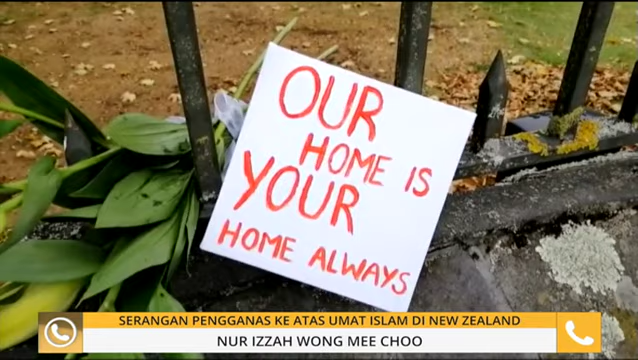 OUR
HOME IS
YOUR
HOME ALWAYS
SERANGAN PENGGANAS KE ATAS UMAT ISLAM DI NEW ZEALAND
NUR IZZAH WONG MEE CHOO